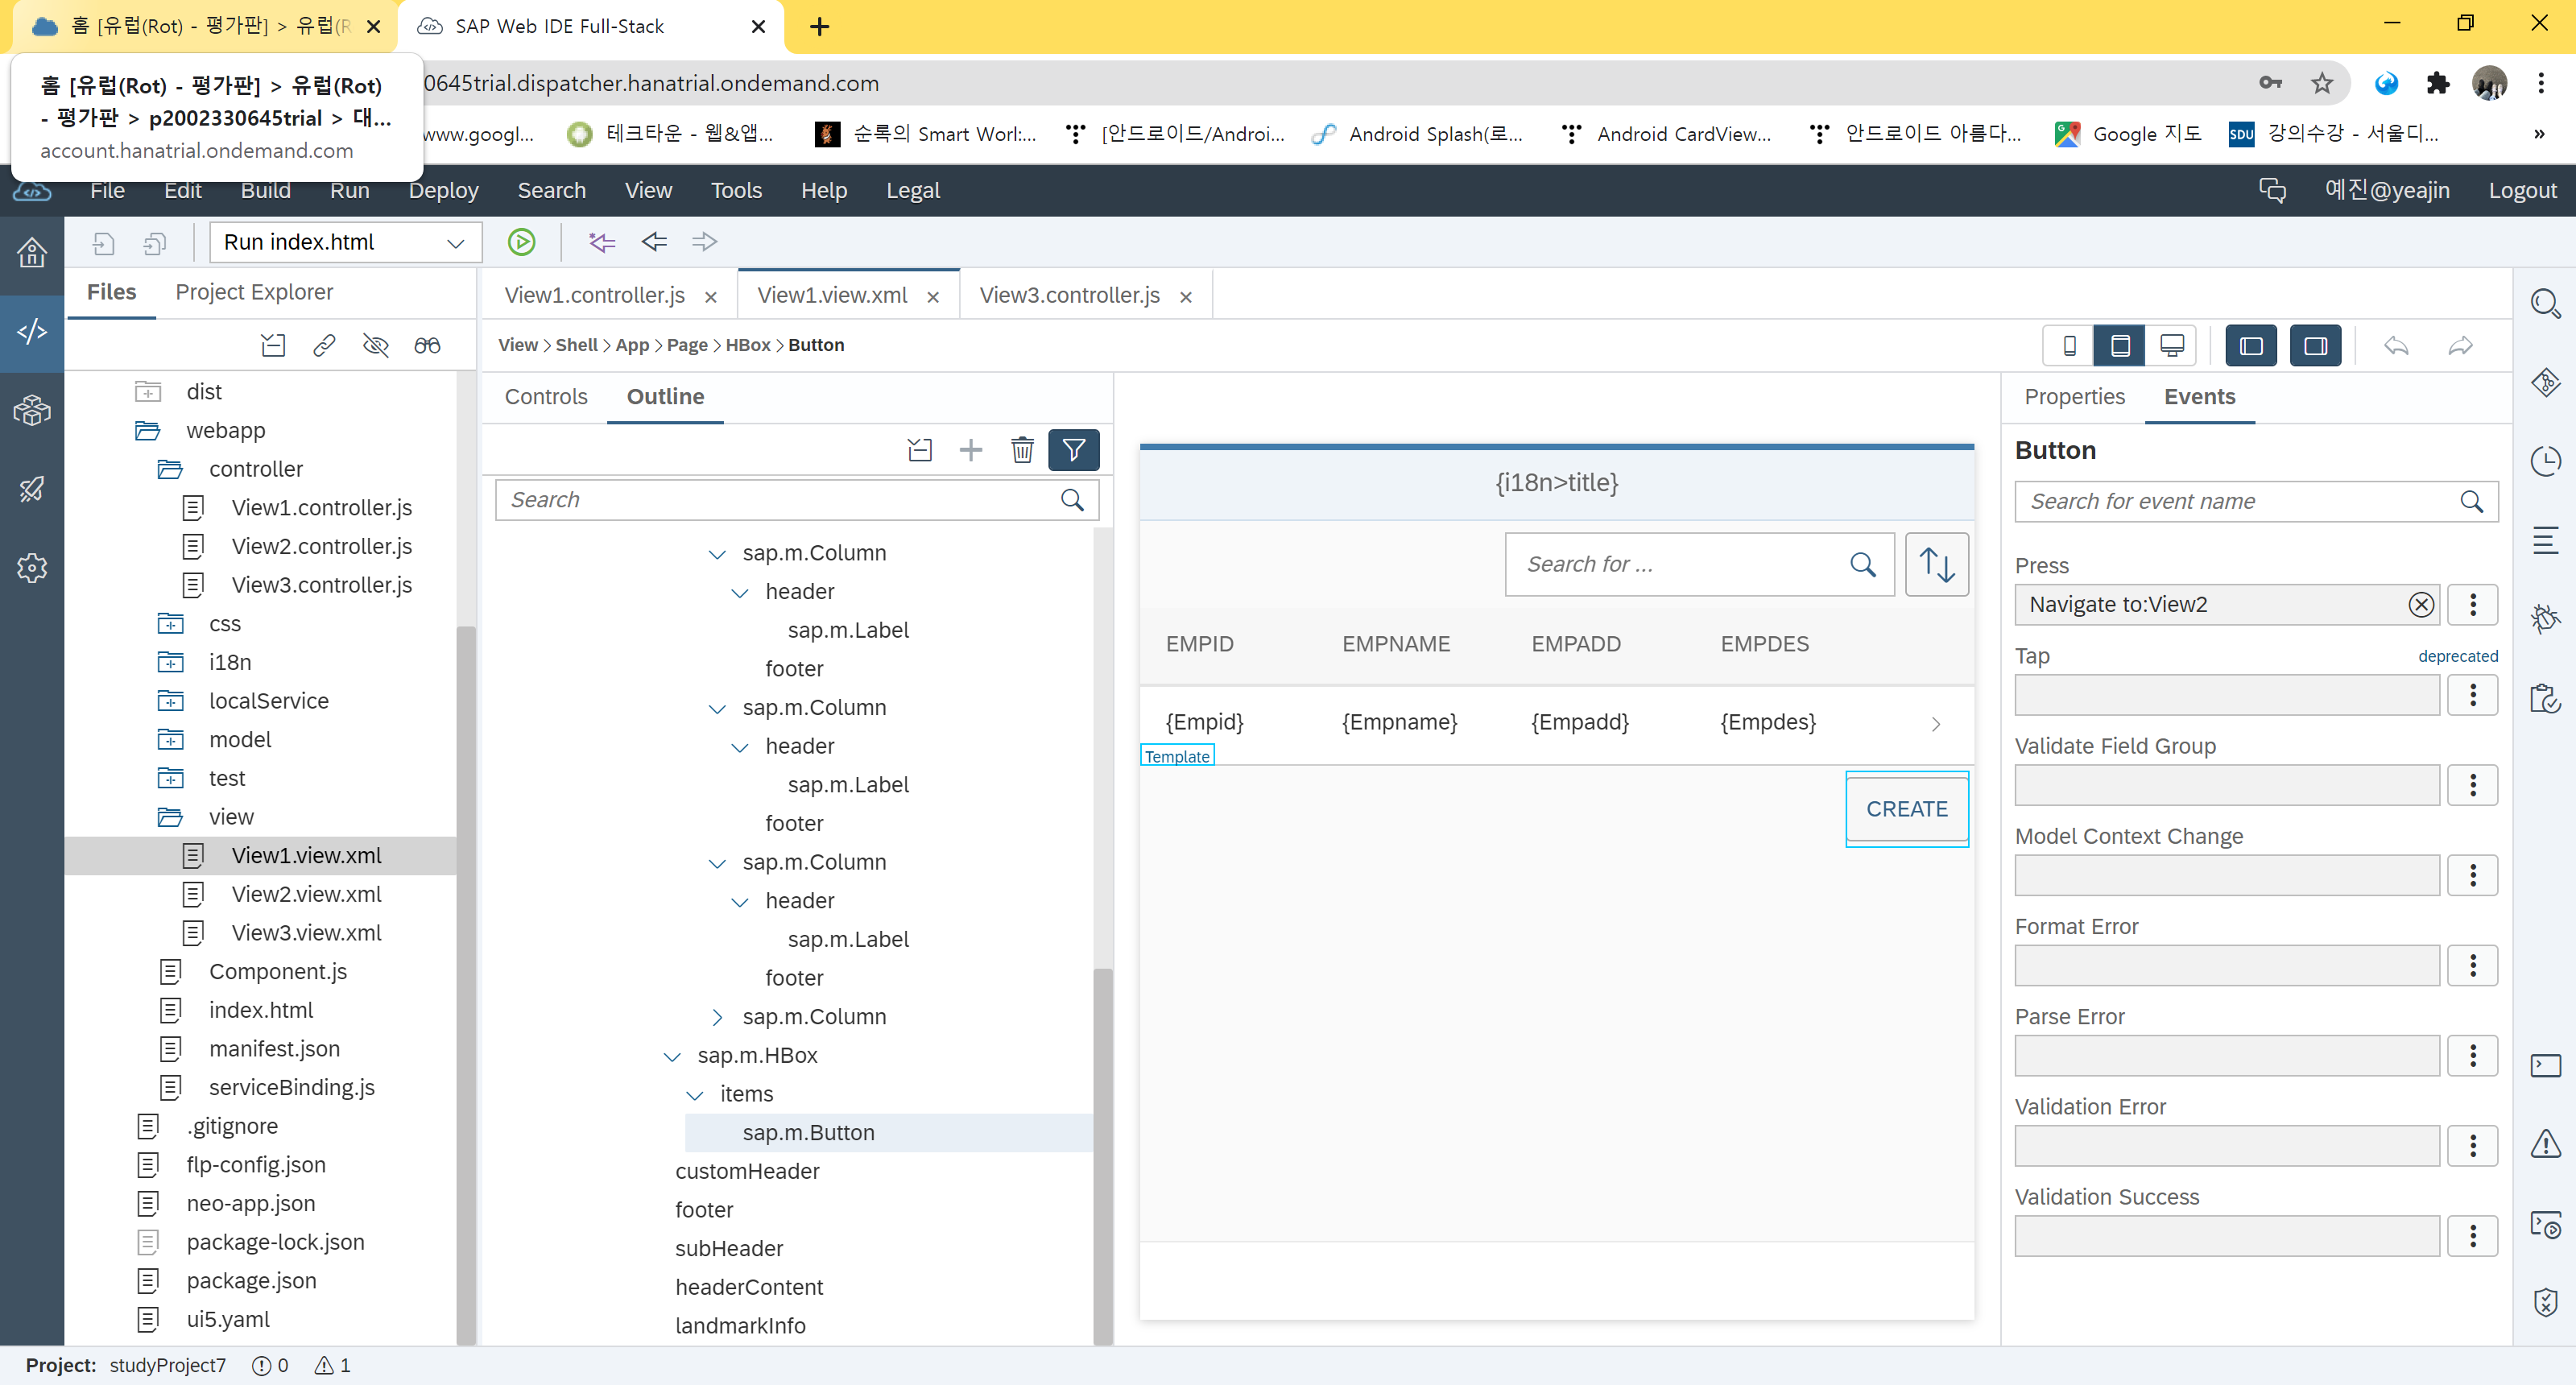 홈 [유럽(Rot) - 평가판] > 유럽(R
SAP Web IDE Full-Stack
홈 [유럽(Rot) - 평가판] > 유럽(Rot)
- 평가판 > p2002330645trial > 대...
account.hanatrial.ondemand.com
0645trial.dispatcher.hanatrial.ondemand.com
www.googl...
테크타운 - 웹&앱...
순록의 Smart Worl:...
[안드로이드/Androi...
Android Splash(로...
Android CardView...
안드로이드 아름다...
Google 지도
SDU
강의수강 - 서울디...
»
File
Edit
Build
Run
Deploy
Search
View
Tools
Help
Legal
예진@yeajin
Logout
Run index.html
Files
Project Explorer
dist
webapp
controller
View1.controller.js
View2.controller.js
View3.controller.js
css
i18n
localService
model
test
view
View1.view.xml
View2.view.xml
View3.view.xml
Component.js
index.html
manifest.json
serviceBinding.js
.gitignore
flp-config.json
neo-app.json
package-lock.json
package.json
ui5.yaml
View1.controller.js
View1.view.xml
View3.controller.js
View > Shell > App > Page > HBox > Button
Controls
Outline
Search
sap.m.Column
header
sap.m.Label
footer
sap.m.Column
header
sap.m.Label
footer
sap.m.Column
header
sap.m.Label
footer
sap.m.Column
sap.m.HBox
items
sap.m.Button
customHeader
footer
subHeader
headerContent
landmarkInfo
{i18n>title}
Search for ...
EMPID EMPNAME EMPADD EMPDES
{Empid} {Empname} {Empadd} {Empdes}
Template
CREATE
Properties
Events
Button
Search for event name
Press
Navigate to:View2
Tap
deprecated
Validate Field Group
Model Context Change
Format Error
Parse Error
Validation Error
Validation Success
Project: studyProject7
0
1